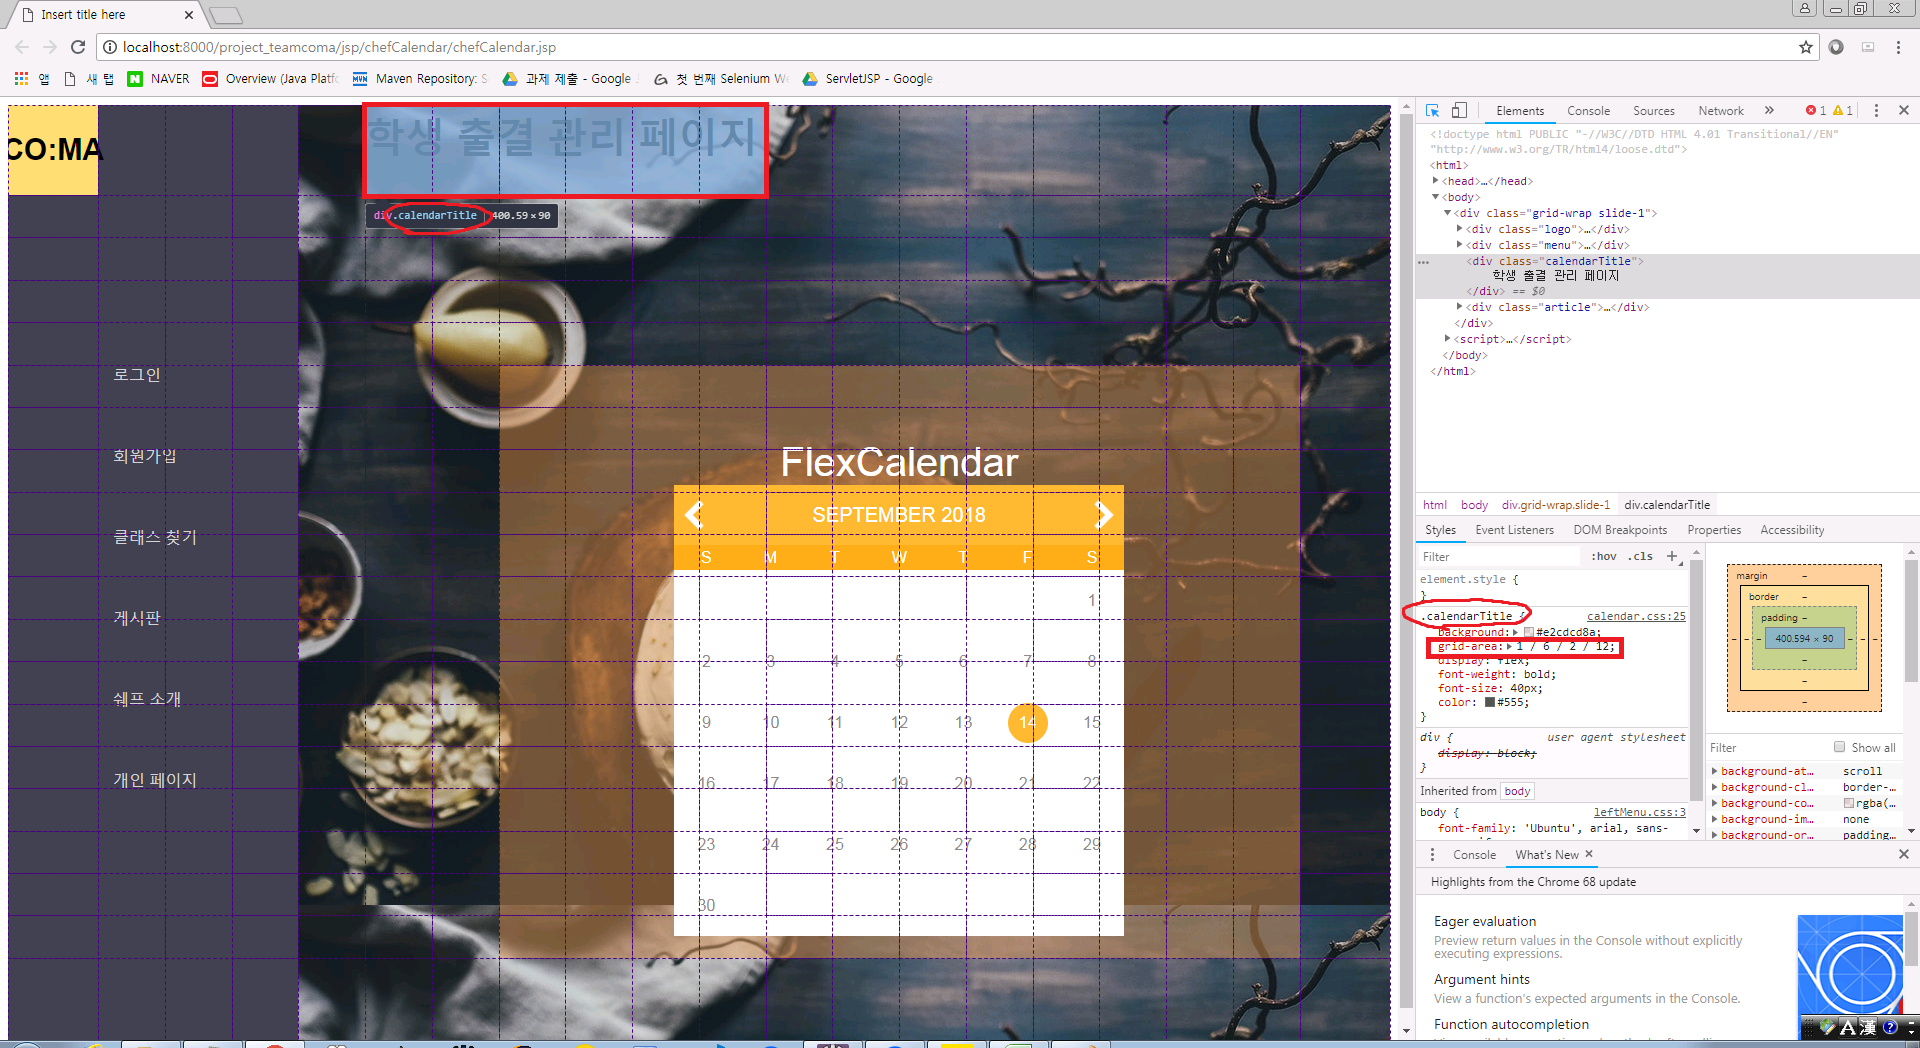 Insert title here
localhost:8000/project_teamcoma/jsp/chefCalendar/chefCalendar.jsp
앱 새 탭 NAVER Overview (Java Platfo Maven Repository: S 과제 제출 - Google 첫 번째 Selenium We ServletJSP - Google
CO:MA
학생 출결 관리 페이지
div.calendarTitle | 400.59 × 90
로그인
회원가입
클래스 찾기
게시판
쉐프 소개
개인 페이지
FlexCalendar
SEPTEMBER 2018
S M T W T F S
1
2 3 4 5 6 7 8
9 10 11 12 13 14 15
16 17 18 19 20 21 22
23 24 25 26 27 28 29
30
Elements Console Sources Network » 1 1
<!doctype html PUBLIC "-//W3C//DTD HTML 4.01 Transitional//EN"
"http://www.w3.org/TR/html4/loose.dtd">
<html>
<head>…</head>
<body>
<div class="grid-wrap slide-1">
<div class="logo">…</div>
<div class="menu">…</div>
<div class="calendarTitle">
학생 출결 관리 페이지
</div> == $0
<div class="article">…</div>
</div>
<script>…</script>
</body>
</html>
html body div.grid-wrap.slide-1 div.calendarTitle
Styles Event Listeners DOM Breakpoints Properties Accessibility
Filter :hov .cls +
element.style {
}
.calendarTitle { calendar.css:25
background: #e2cdcd8a;
grid-area: 1 / 6 / 2 / 12;
display: flex;
font-weight: bold;
font-size: 40px;
color: #555;
}
div { user agent stylesheet
display: block;
}
Inherited from body
body { leftMenu.css:3
font-family: 'Ubuntu', arial, sans-
margin –
border –
padding –
– – – 400.594 × 90 – – –
–
–
–
Filter Show all
background-at… scroll
background-cl… border-…
background-co… rgba(…
background-im… none
background-or… padding…
Console What's New ×
Highlights from the Chrome 68 update
Eager evaluation
Preview return values in the Console without explicitly
executing expressions.
Argument hints
View a function's expected arguments in the Console.
Function autocompletion
A 漢 ?